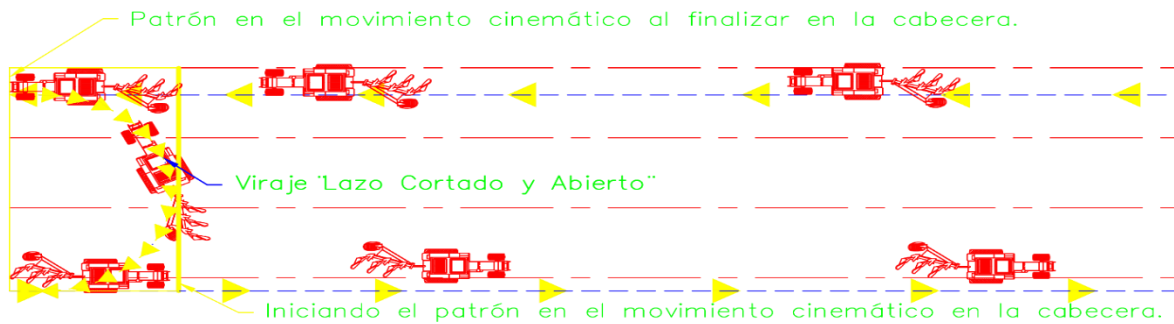 Patrón en el movimiento cinemático al finalizar en la cabecera.
Viraje "Lazo Cortado y Abierto"
Iniciando el patrón en el movimiento cinemático en la cabecera.